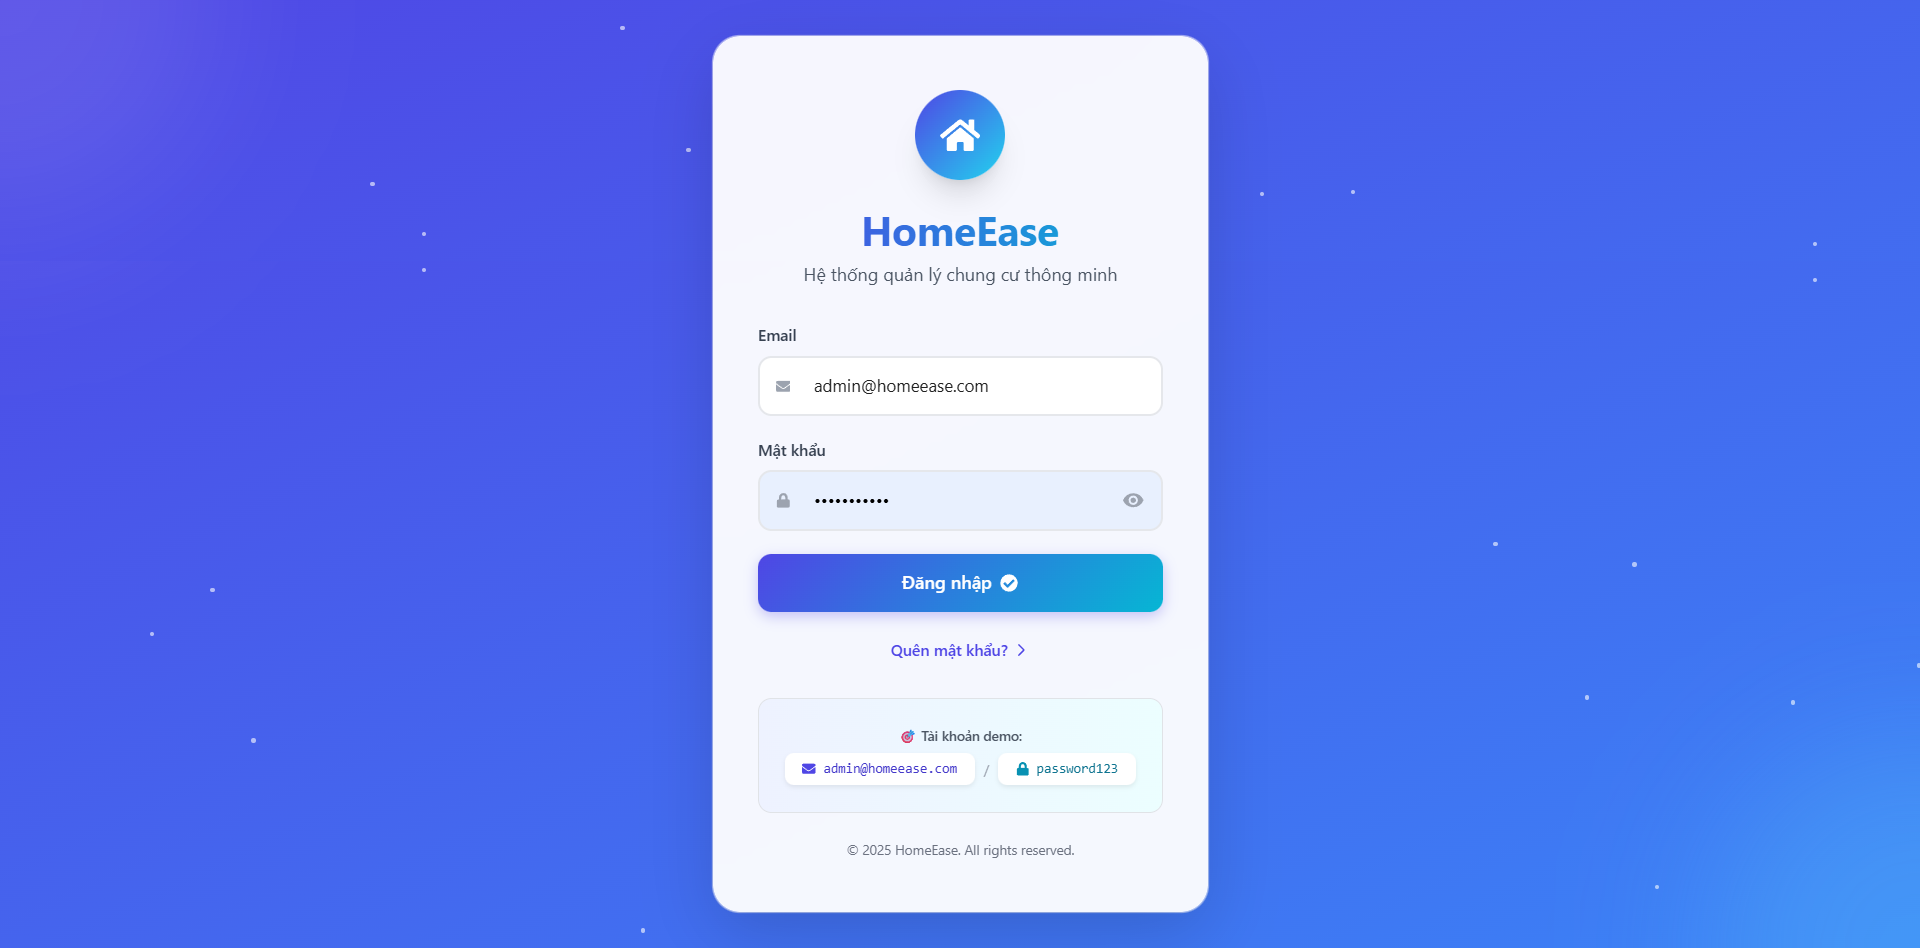 HomeEase
Hệ thống quản lý chung cư thông minh
Email
admin@homeease.com
Mật khẩu
•••••••••••
Đăng nhập
Quên mật khẩu?
🎯 Tài khoản demo:
admin@homeease.com / password123
© 2025 HomeEase. All rights reserved.